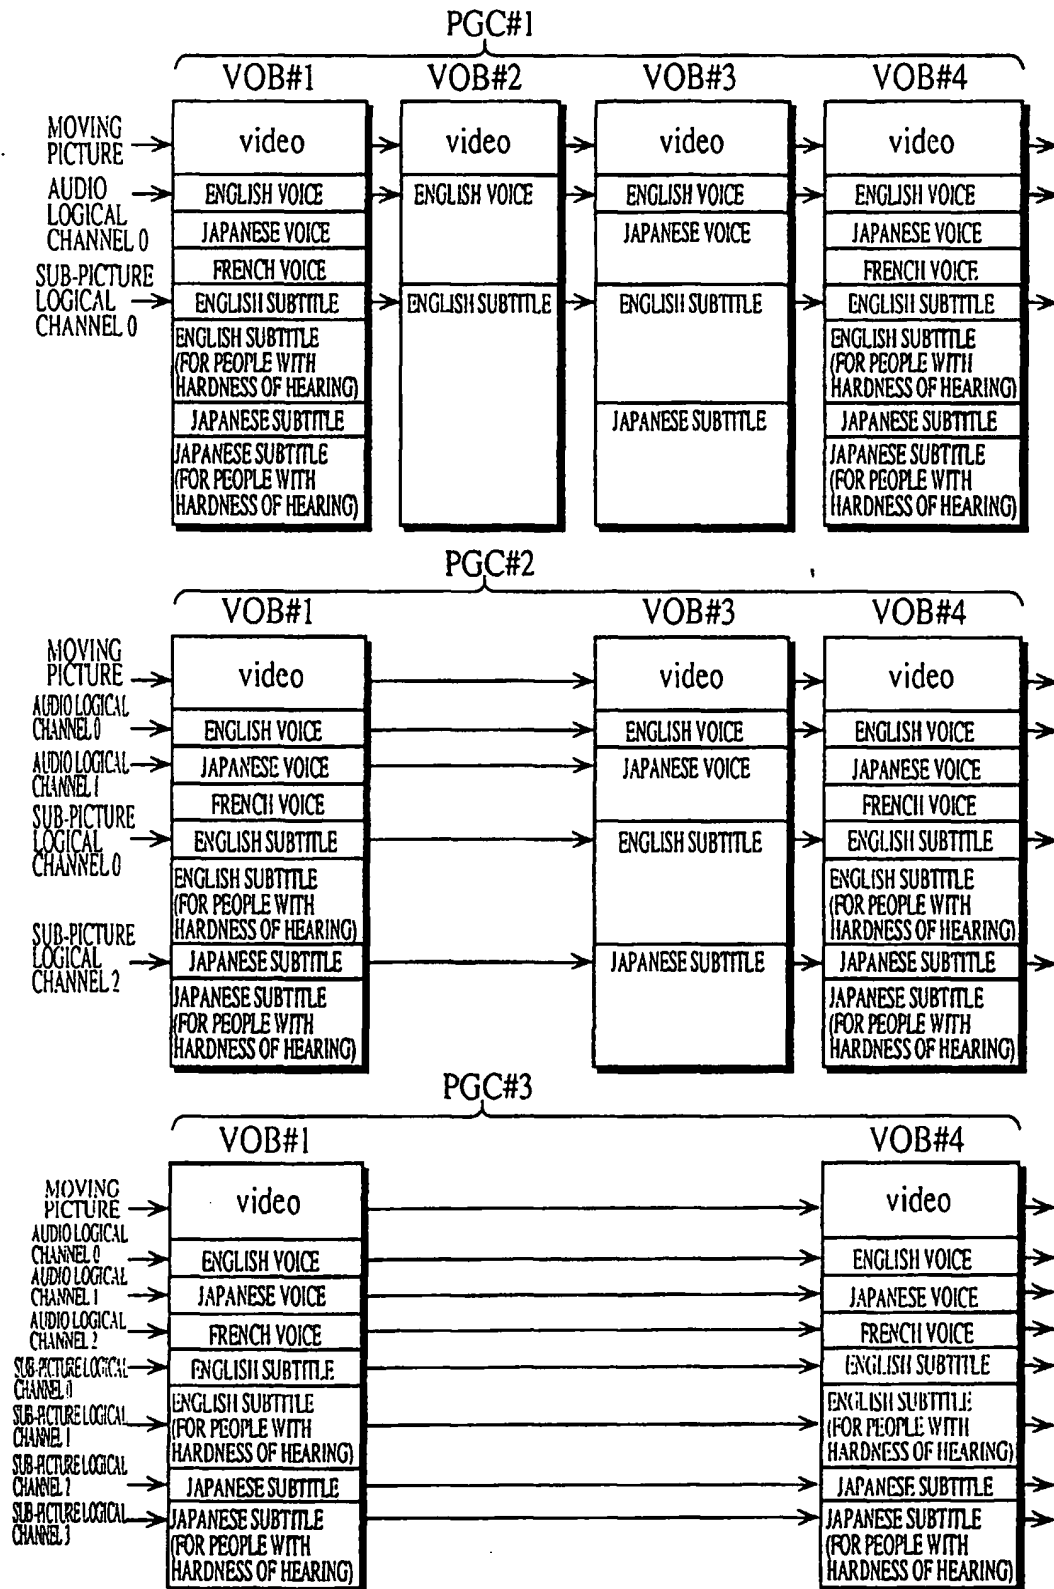 PGC#1
VOB#1 VOB#2 VOB#3 VOB#4
MOVING
PICTURE
video video video video
AUDIO
LOGICAL
CHANNEL 0
ENGLISH VOICE ENGLISH VOICE ENGLISH VOICE ENGLISH VOICE
JAPANESE VOICE JAPANESE VOICE JAPANESE VOICE
FRENCH VOICE FRENCH VOICE
SUB-PICTURE
LOGICAL
CHANNEL 0
ENGLISH SUBTITLE ENGLISH SUBTITLE ENGLISH SUBTITLE ENGLISH SUBTITLE
ENGLISH SUBTITLE ENGLISH SUBTITLE
(FOR PEOPLE WITH (FOR PEOPLE WITH
HARDNESS OF HEARING) HARDNESS OF HEARING)
JAPANESE SUBTITLE JAPANESE SUBTITLE JAPANESE SUBTITLE
JAPANESE SUBTITLE JAPANESE SUBTITLE
(FOR PEOPLE WITH (FOR PEOPLE WITH
HARDNESS OF HEARING) HARDNESS OF HEARING)
PGC#2
VOB#1 VOB#3 VOB#4
MOVING
PICTURE
video video video
AUDIO LOGICAL
CHANNEL 0
ENGLISH VOICE ENGLISH VOICE ENGLISH VOICE
AUDIO LOGICAL
CHANNEL 1
JAPANESE VOICE JAPANESE VOICE JAPANESE VOICE
FRENCH VOICE FRENCH VOICE
SUB-PICTURE
LOGICAL
CHANNEL 0
ENGLISH SUBTITLE ENGLISH SUBTITLE ENGLISH SUBTITLE
ENGLISH SUBTITLE ENGLISH SUBTITLE
(FOR PEOPLE WITH (FOR PEOPLE WITH
HARDNESS OF HEARING) HARDNESS OF HEARING)
SUB-PICTURE
LOGICAL
CHANNEL 2
JAPANESE SUBTITLE JAPANESE SUBTITLE JAPANESE SUBTITLE
JAPANESE SUBTITLE JAPANESE SUBTITLE
(FOR PEOPLE WITH (FOR PEOPLE WITH
HARDNESS OF HEARING) HARDNESS OF HEARING)
PGC#3
VOB#1 VOB#4
MOVING
PICTURE
video video
AUDIO LOGICAL
CHANNEL 0
ENGLISH VOICE ENGLISH VOICE
AUDIO LOGICAL
CHANNEL 1
JAPANESE VOICE JAPANESE VOICE
AUDIO LOGICAL
CHANNEL 2
FRENCH VOICE FRENCH VOICE
SUB-PICTURE LOGICAL
CHANNEL 0
ENGLISH SUBTITLE ENGLISH SUBTITLE
SUB-PICTURE LOGICAL
CHANNEL 1
ENGLISH SUBTITLE ENGLISH SUBTITLE
(FOR PEOPLE WITH (FOR PEOPLE WITH
HARDNESS OF HEARING) HARDNESS OF HEARING)
SUB-PICTURE LOGICAL
CHANNEL 2
JAPANESE SUBTITLE JAPANESE SUBTITLE
SUB-PICTURE LOGICAL
CHANNEL 3
JAPANESE SUBTITLE JAPANESE SUBTITLE
(FOR PEOPLE WITH (FOR PEOPLE WITH
HARDNESS OF HEARING) HARDNESS OF HEARING)